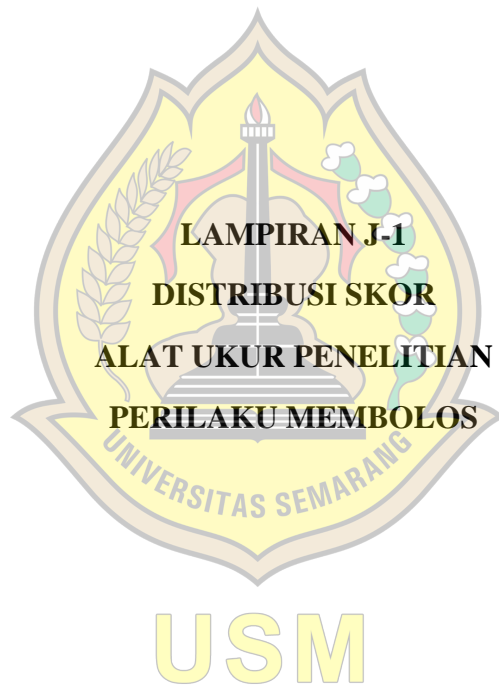 LAMPIRAN J-1
DISTRIBUSI SKOR
ALAT UKUR PENELITIAN
PERILAKU MEMBOLOS
UNIVERSITAS SEMARANG
USM